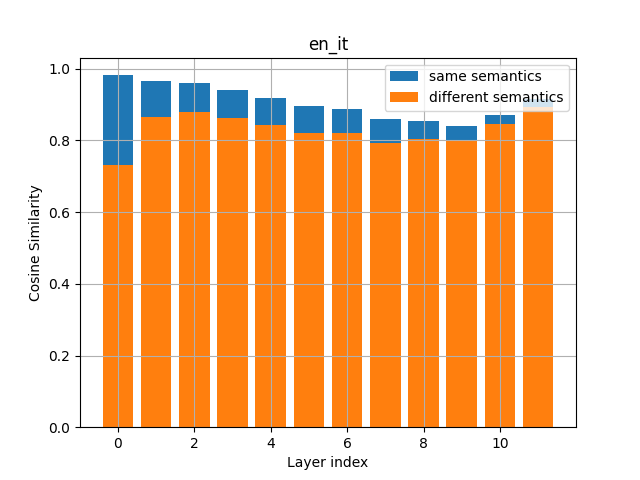 en_it
same semantics
different semantics
Cosine Similarity
1.0
0.8
0.6
0.4
0.2
0.0
0 2 4 6 8 10
Layer index